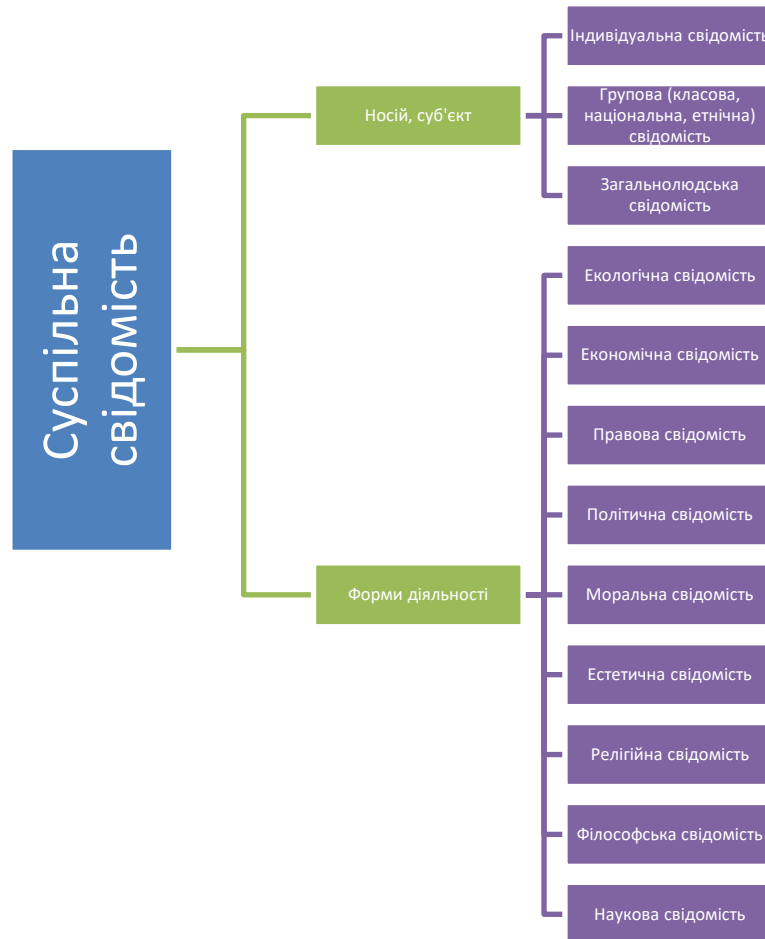 Суспільна
свідомість
Носій, суб'єкт
Індивідуальна свідомість
Групова (класова,
національна, етнічна)
свідомість
Загальнолюдська
свідомість
Форми діяльності
Екологічна свідомість
Економічна свідомість
Правова свідомість
Політична свідомість
Моральна свідомість
Естетична свідомість
Релігійна свідомість
Філософська свідомість
Наукова свідомість